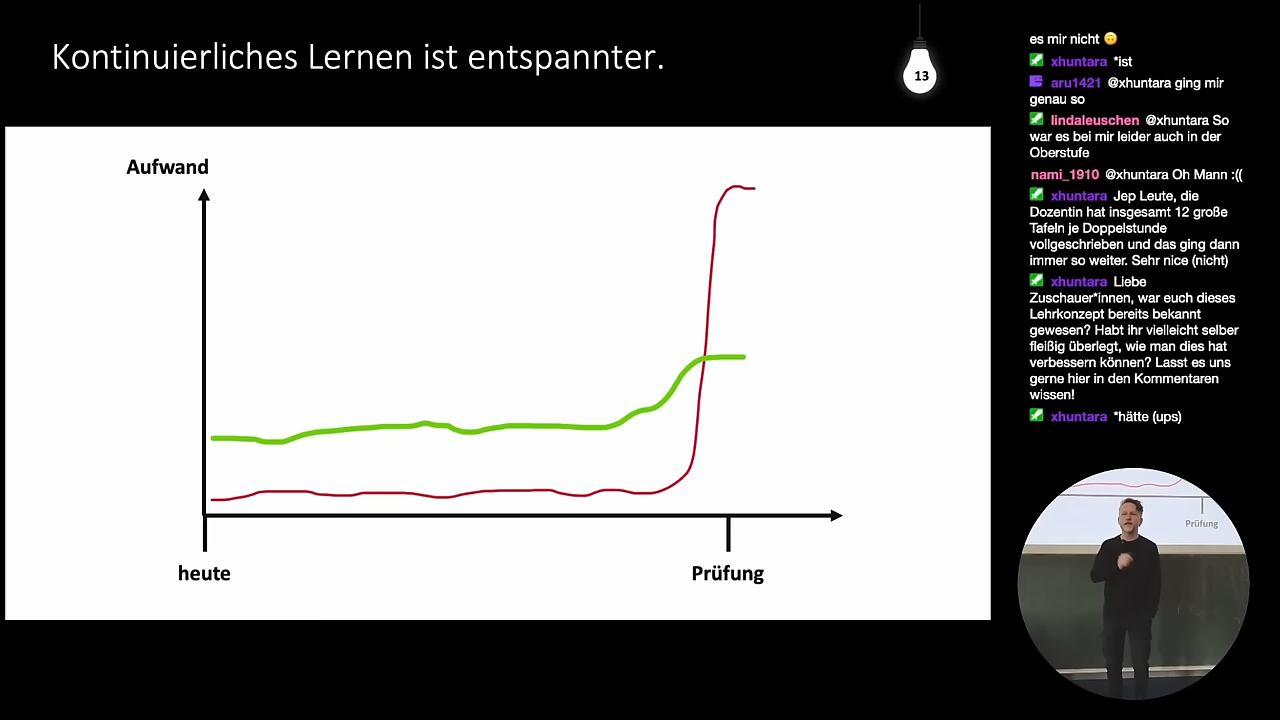 Kontinuierliches Lernen ist entspannter.
13
Aufwand
heute
Prüfung
es mir nicht 🙃
xhuntara *ist
aru1421 @xhuntara ging mir
genau so
lindaleuschen @xhuntara So
war es bei mir leider auch in der
Oberstufe
nami_1910 @xhuntara Oh Mann :((
xhuntara Jep Leute, die
Dozentin hat insgesamt 12 große
Tafeln je Doppelstunde
vollgeschrieben und das ging dann
immer so weiter. Sehr nice (nicht)
xhuntara Liebe
Zuschauer*innen, war euch dieses
Lehrkonzept bereits bekannt
gewesen? Habt ihr vielleicht selber
fleißig überlegt, wie man dies hat
verbessern können? Lasst es uns
gerne hier in den Kommentaren
wissen!
xhuntara *hätte (ups)
Prüfung